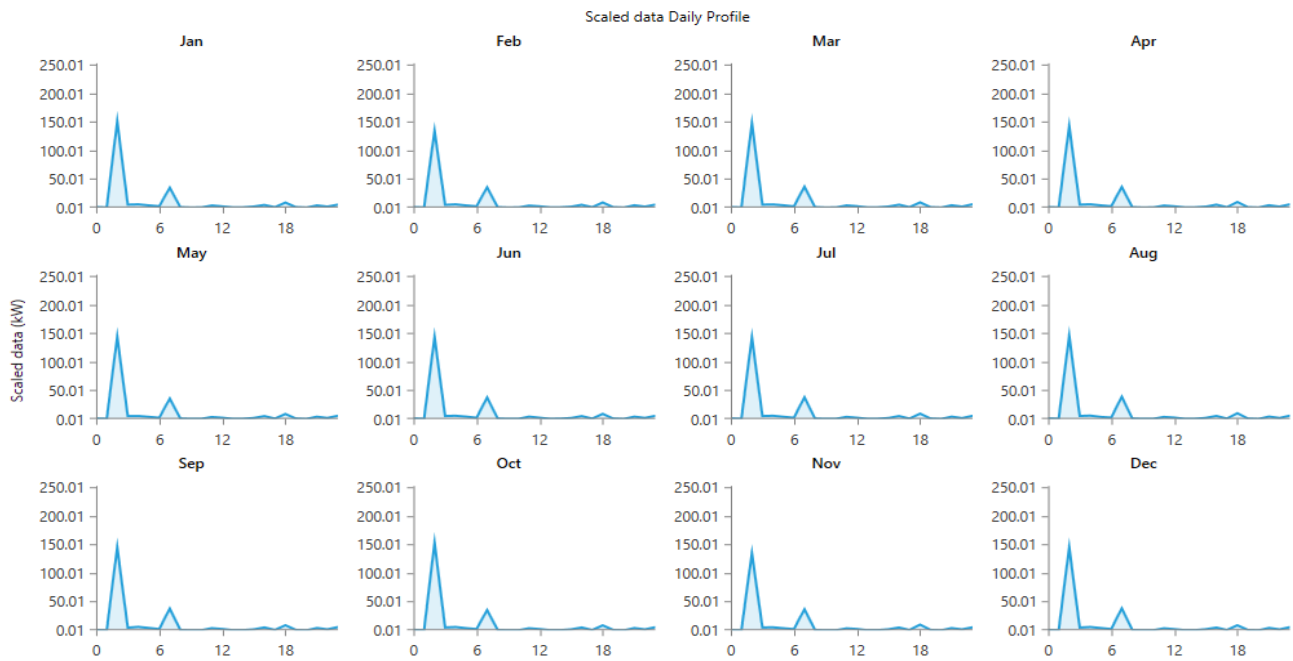 Scaled data Daily Profile
Jan Feb Mar Apr
250.01 250.01 250.01 250.01
200.01 200.01 200.01 200.01
150.01 150.01 150.01 150.01
100.01 100.01 100.01 100.01
50.01 50.01 50.01 50.01
0.01 0.01 0.01 0.01
0 6 12 18 0 6 12 18 0 6 12 18 0 6 12 18
May Jun Jul Aug
250.01 250.01 250.01 250.01
200.01 200.01 200.01 200.01
150.01 150.01 150.01 150.01
100.01 100.01 100.01 100.01
50.01 50.01 50.01 50.01
0.01 0.01 0.01 0.01
0 6 12 18 0 6 12 18 0 6 12 18 0 6 12 18
Scaled data (kW)
Sep Oct Nov Dec
250.01 250.01 250.01 250.01
200.01 200.01 200.01 200.01
150.01 150.01 150.01 150.01
100.01 100.01 100.01 100.01
50.01 50.01 50.01 50.01
0.01 0.01 0.01 0.01
0 6 12 18 0 6 12 18 0 6 12 18 0 6 12 18